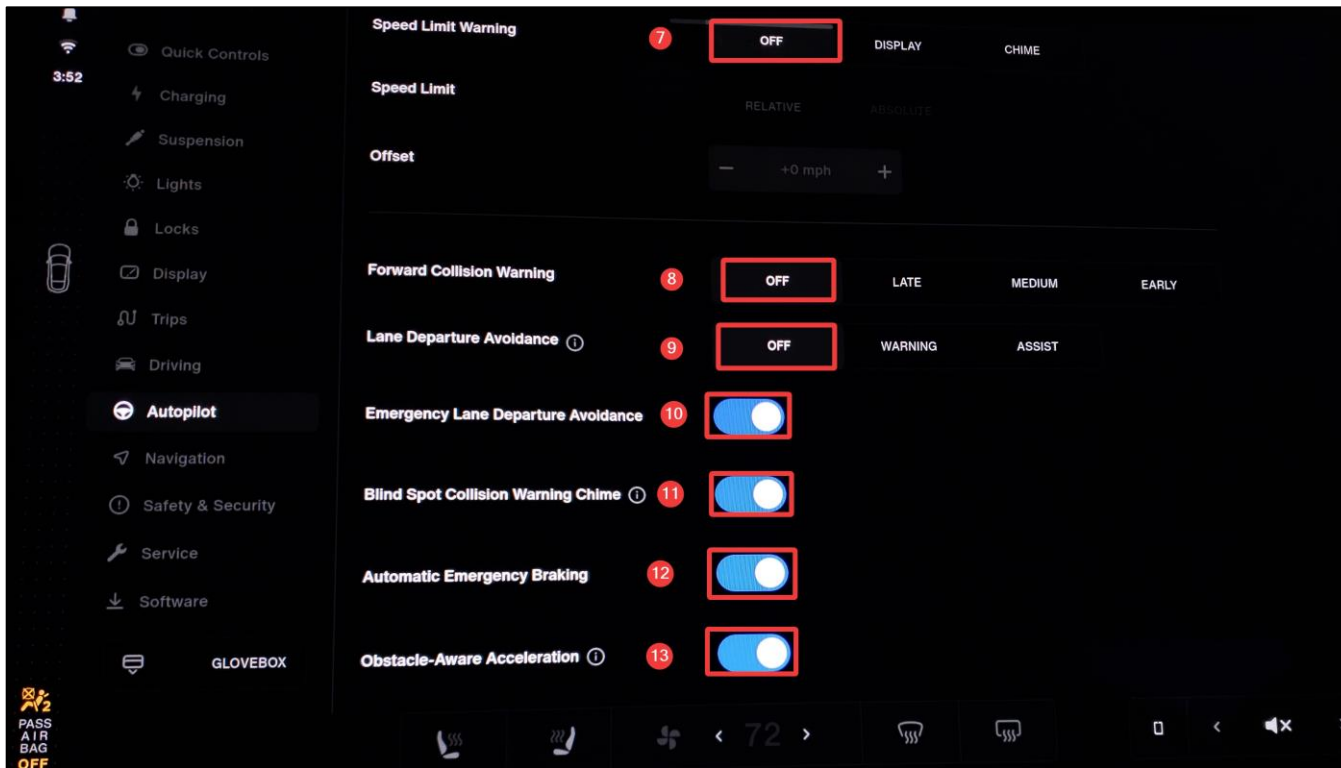 3:52
Quick Controls
Charging
Suspension
Lights
Locks
Display
Trips
Driving
Autopilot
Navigation
Safety & Security
Service
Software
GLOVEBOX
Speed Limit Warning 7 OFF DISPLAY CHIME
Speed Limit RELATIVE ABSOLUTE
Offset − +0 mph +
Forward Collision Warning 8 OFF LATE MEDIUM EARLY
Lane Departure Avoidance 9 OFF WARNING ASSIST
Emergency Lane Departure Avoidance 10
Blind Spot Collision Warning Chime 11
Automatic Emergency Braking 12
Obstacle-Aware Acceleration 13
2
PASS
AIR
BAG
OFF
< 72 >
<